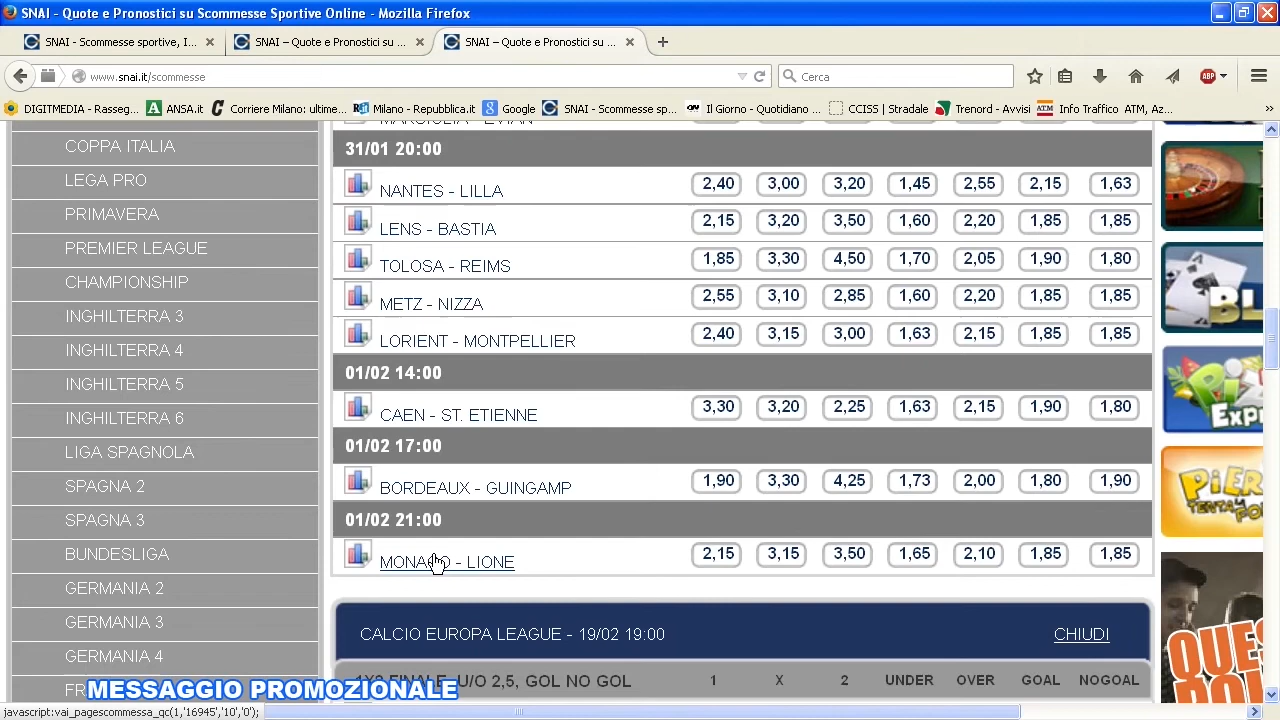 SNAI - Quote e Pronostici su Scommesse Sportive Online - Mozilla Firefox
SNAI - Scommesse sportive, I... ×
SNAI – Quote e Pronostici su ... ×
SNAI – Quote e Pronostici su ... ×
www.snai.it/scommesse
Cerca
ABP
DIGITMEDIA - Rasseg...
ANSA.it
Corriere Milano: ultime...
Milano - Repubblica.it
Google
SNAI - Scommesse sp...
Il Giorno - Quotidiano ...
CCISS | Stradale
Trenord - Avvisi
ATM
Info Traffico ATM, Az...
COPPA ITALIA
LEGA PRO
PRIMAVERA
PREMIER LEAGUE
CHAMPIONSHIP
INGHILTERRA 3
INGHILTERRA 4
INGHILTERRA 5
INGHILTERRA 6
LIGA SPAGNOLA
SPAGNA 2
SPAGNA 3
BUNDESLIGA
GERMANIA 2
GERMANIA 3
GERMANIA 4
31/01 20:00
NANTES - LILLA 2,40 3,00 3,20 1,45 2,55 2,15 1,63
LENS - BASTIA 2,15 3,20 3,50 1,60 2,20 1,85 1,85
TOLOSA - REIMS 1,85 3,30 4,50 1,70 2,05 1,90 1,80
METZ - NIZZA 2,55 3,10 2,85 1,60 2,20 1,85 1,85
LORIENT - MONTPELLIER 2,40 3,15 3,00 1,63 2,15 1,85 1,85
01/02 14:00
CAEN - ST. ETIENNE 3,30 3,20 2,25 1,63 2,15 1,90 1,80
01/02 17:00
BORDEAUX - GUINGAMP 1,90 3,30 4,25 1,73 2,00 1,80 1,90
01/02 21:00
MONACO - LIONE 2,15 3,15 3,50 1,65 2,10 1,85 1,85
CALCIO EUROPA LEAGUE - 19/02 19:00 CHIUDI
1X2 FINALE, U/O 2,5, GOL NO GOL 1 X 2 UNDER OVER GOAL NOGOAL
MESSAGGIO PROMOZIONALE
javascript:vai_pagescommessa_qc(1,'16945','10','0');